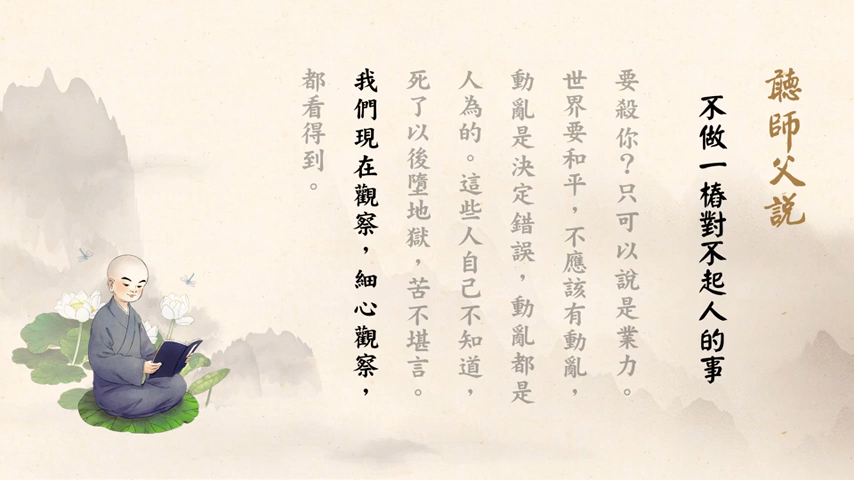 聽師父説
不做一樁對不起人的事
要殺你？只可以說是業力。
世界要和平，不應該有動亂，
動亂是決定錯誤，動亂都是
人為的。這些人自己不知道，
死了以後墮地獄，苦不堪言。
我們現在觀察，細心觀察，
都看得到。